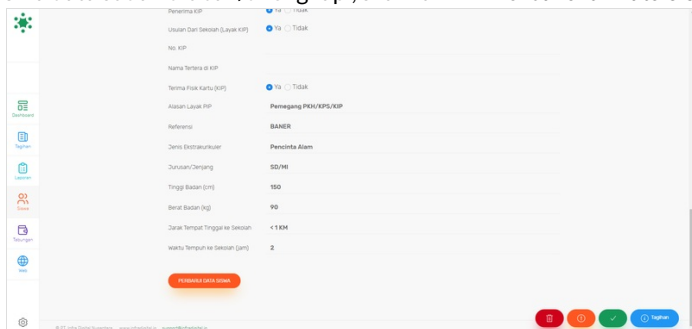 Penerima KIP Ya Tidak
Usulan Dari Sekolah (Layak KIP) Ya Tidak
No. KIP
Nama Tertera di KIP
Terima Fisik Kartu (KIP) Ya Tidak
Dashboard
Alasan Layak PIP Pemegang PKH/KPS/KIP
Referensi BANER
Jenis Ekstrakurikuler Pencinta Alam
Tagihan
Jurusan/Jenjang SD/MI
Laporan
Tinggi Badan (cm) 150
Berat Badan (kg) 90
Siswa
Jarak Tempat Tinggal ke Sekolah < 1 KM
Tabungan
Waktu Tempuh ke Sekolah (jam) 2
Web
PERBARUI DATA SISWA
Tagihan